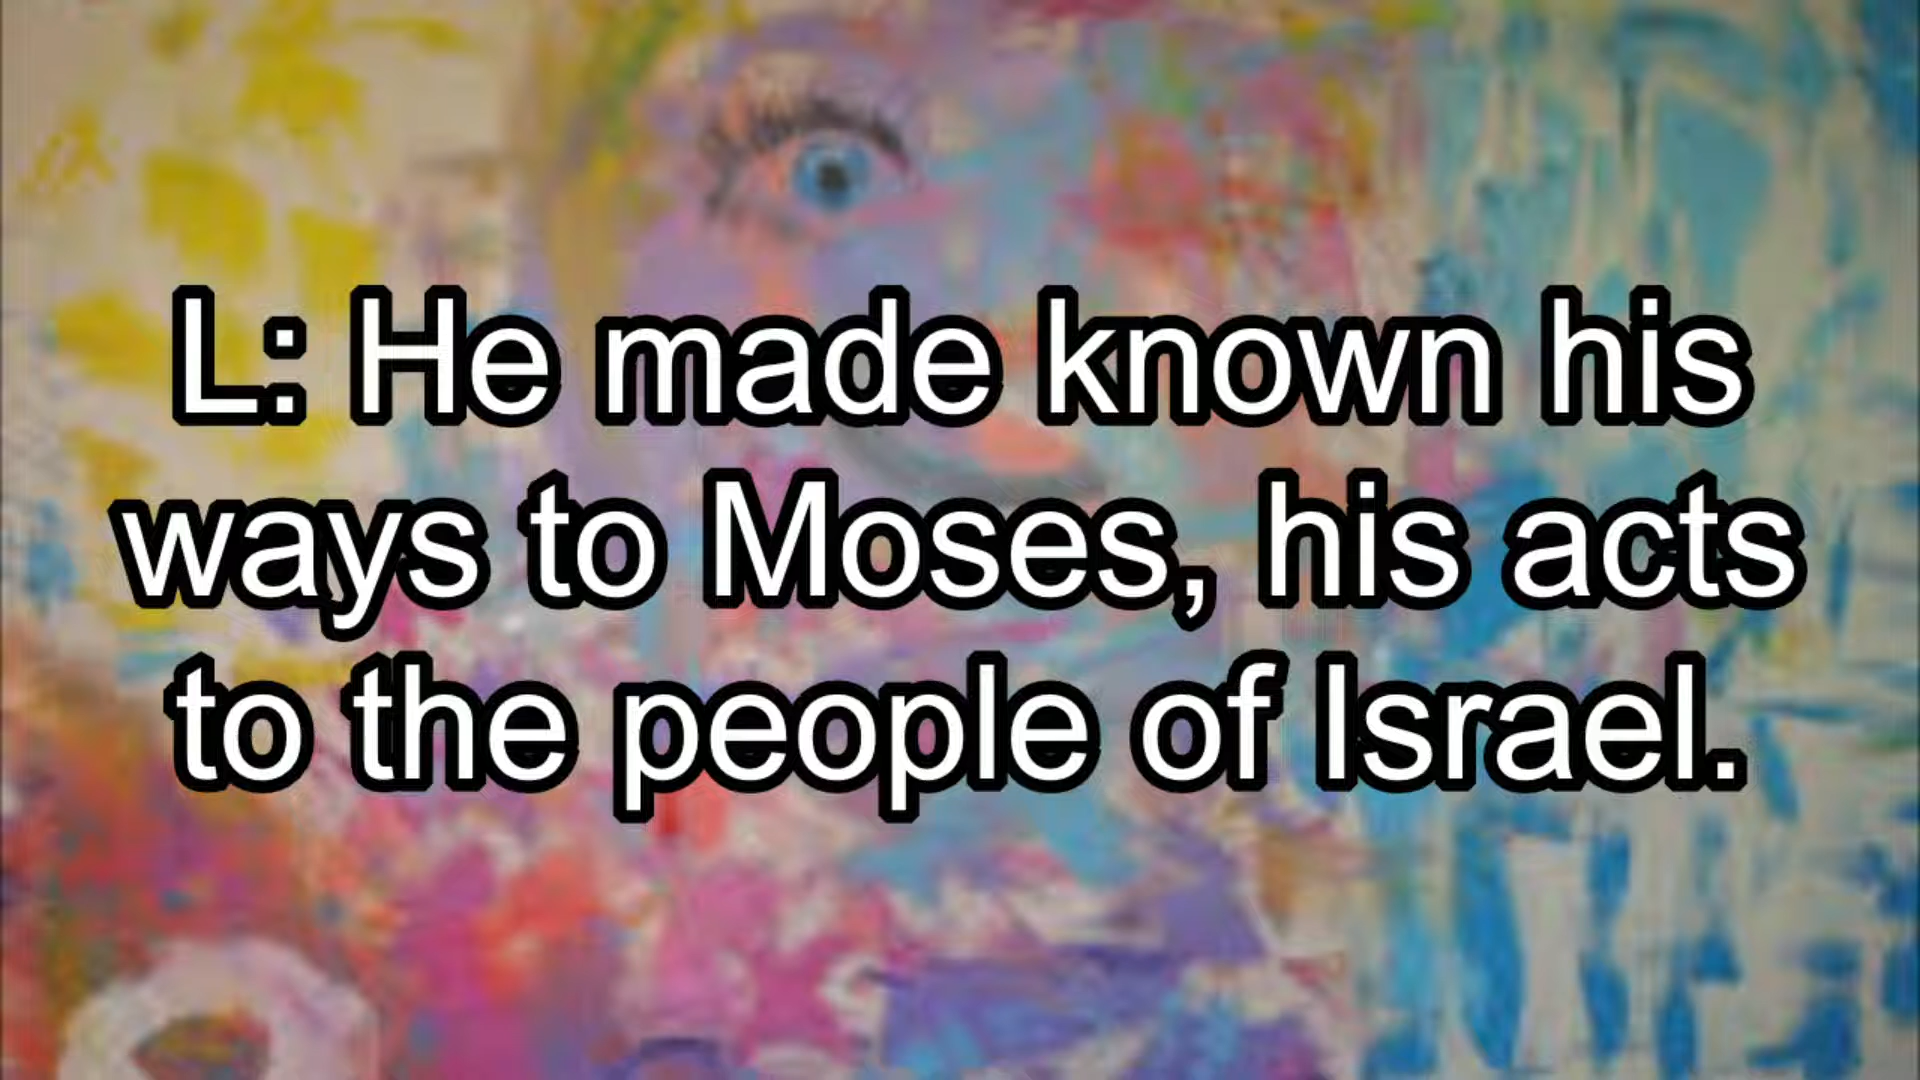 L: He made known his
ways to Moses, his acts
to the people of Israel.